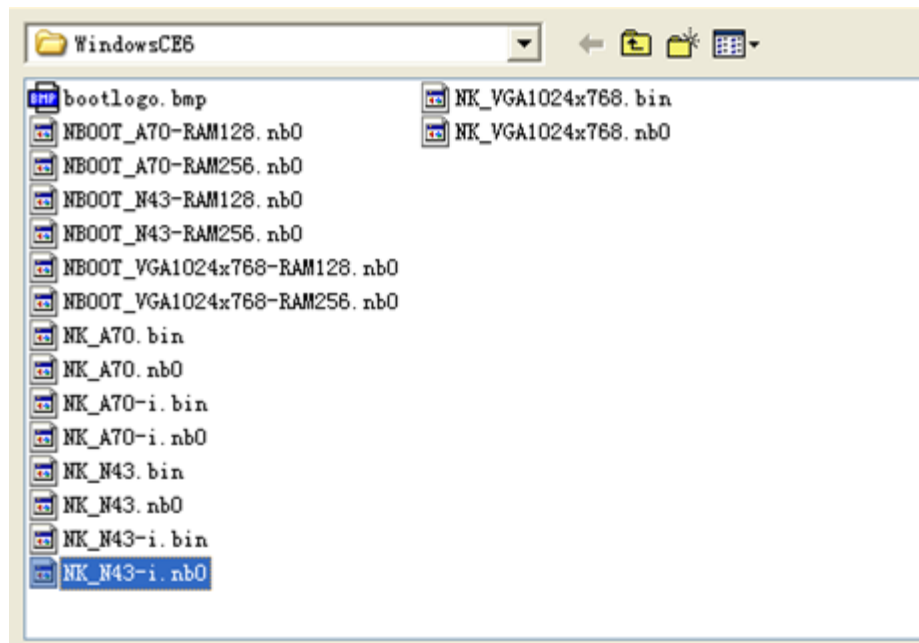 WindowsCE6
bootlogo.bmp
NBOOT_A70-RAM128.nb0
NBOOT_A70-RAM256.nb0
NBOOT_N43-RAM128.nb0
NBOOT_N43-RAM256.nb0
NBOOT_VGA1024x768-RAM128.nb0
NBOOT_VGA1024x768-RAM256.nb0
NK_A70.bin
NK_A70.nb0
NK_A70-i.bin
NK_A70-i.nb0
NK_N43.bin
NK_N43.nb0
NK_N43-i.bin
NK_N43-i.nb0
NK_VGA1024x768.bin
NK_VGA1024x768.nb0